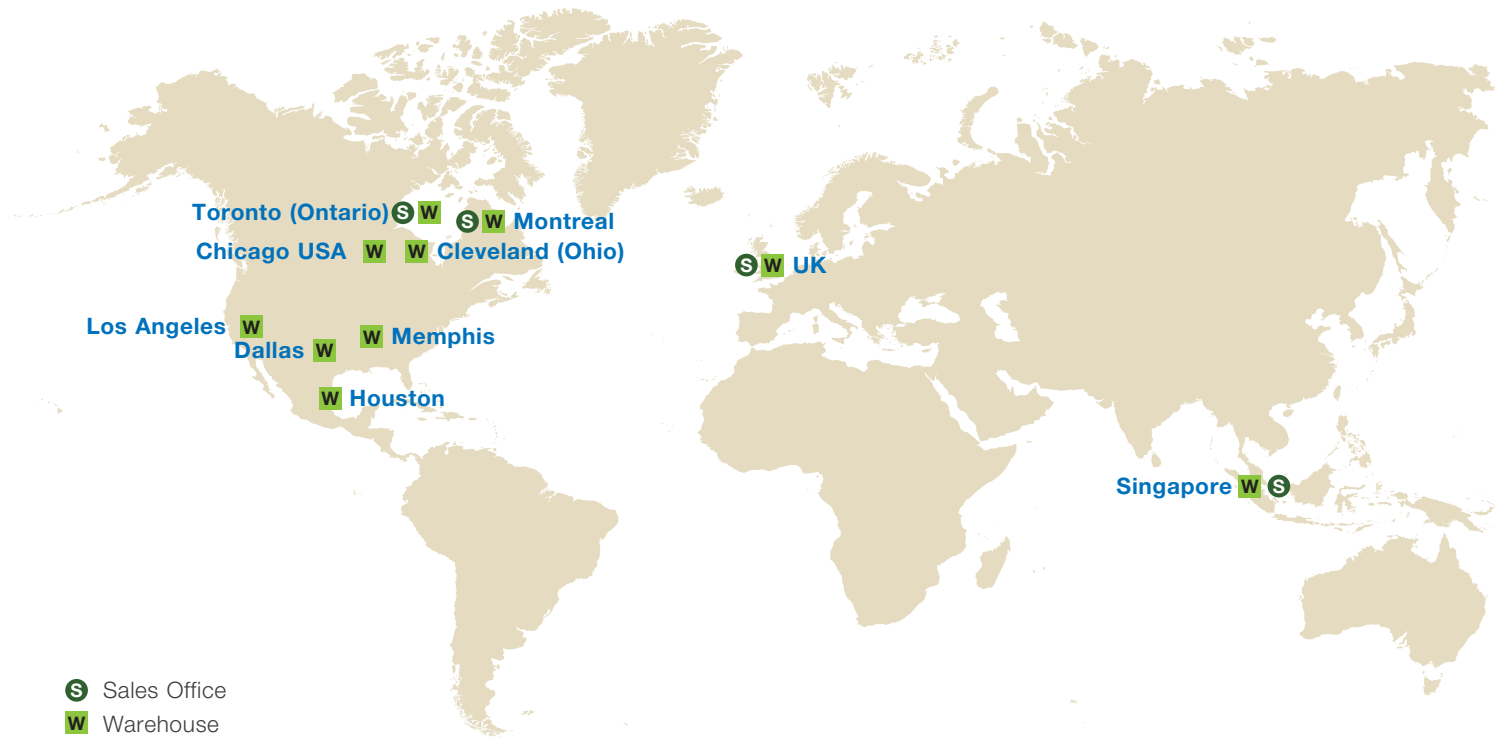 Toronto (Ontario) S W
S W Montreal
Chicago USA W
W Cleveland (Ohio)
S W UK
Los Angeles W
W Memphis
Dallas W
W Houston
Singapore W S
S Sales Office
W Warehouse